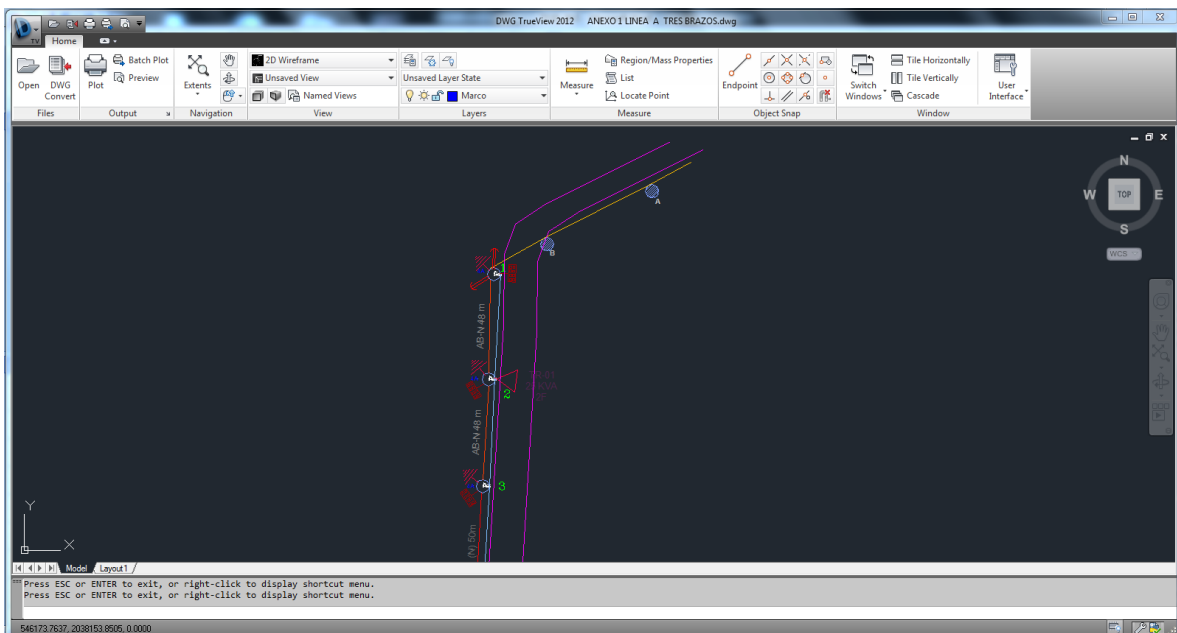 DWG TrueView 2012 ANEXO 1 LINEA A TRES BRAZOS.dwg
TV
Home
Open
DWG Convert
Plot
Batch Plot
Preview
Extents
2D Wireframe
Unsaved View
Named Views
Unsaved Layer State
Marco
Measure
Region/Mass Properties
List
Locate Point
Endpoint
Switch Windows
Tile Horizontally
Tile Vertically
Cascade
User Interface
Files
Output
Navigation
View
Layers
Measure
Object Snap
Window
N
W
TOP
E
S
WCS
A
B
1
AB-N 48 m
2
AB-N 48 m
3
(N) 50m
Y
X
Model
Layout1
Press ESC or ENTER to exit, or right-click to display shortcut menu.
Press ESC or ENTER to exit, or right-click to display shortcut menu.
546173.7637, 2038153.8505, 0.0000